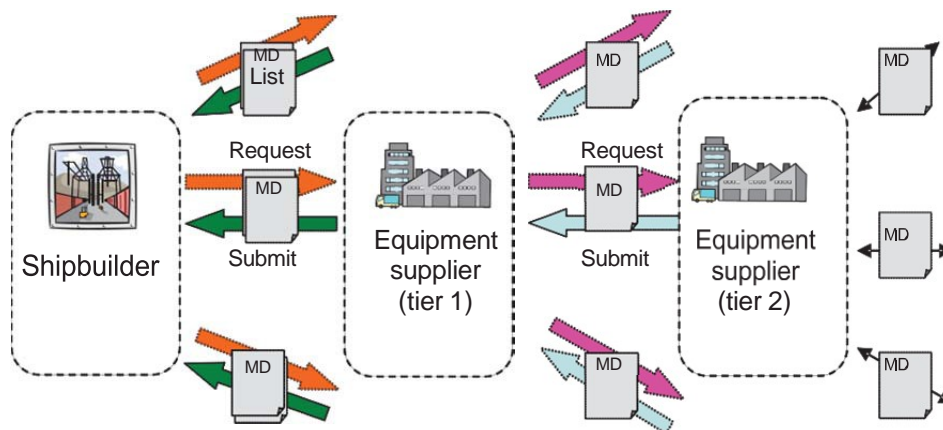 MD
List
MD
MD
Request
MD
Submit
Request
MD
Submit
MD
Shipbuilder
Equipment
supplier
(tier 1)
Equipment
supplier
(tier 2)
MD
MD
MD